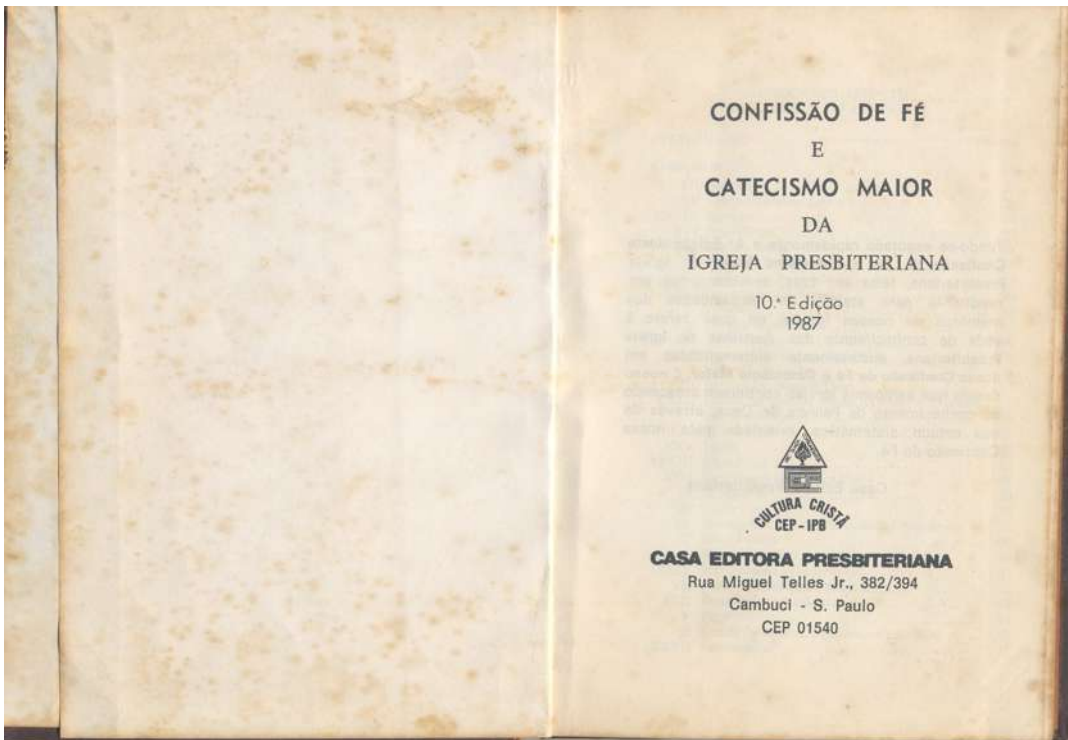 CONFISSÃO DE FÉ
E
CATECISMO MAIOR
DA
IGREJA PRESBITERIANA
10.ª Edição
1987
CULTURA CRISTÃ
CEP - IPB
CASA EDITORA PRESBITERIANA
Rua Miguel Telles Jr., 382/394
Cambuci - S. Paulo
CEP 01540